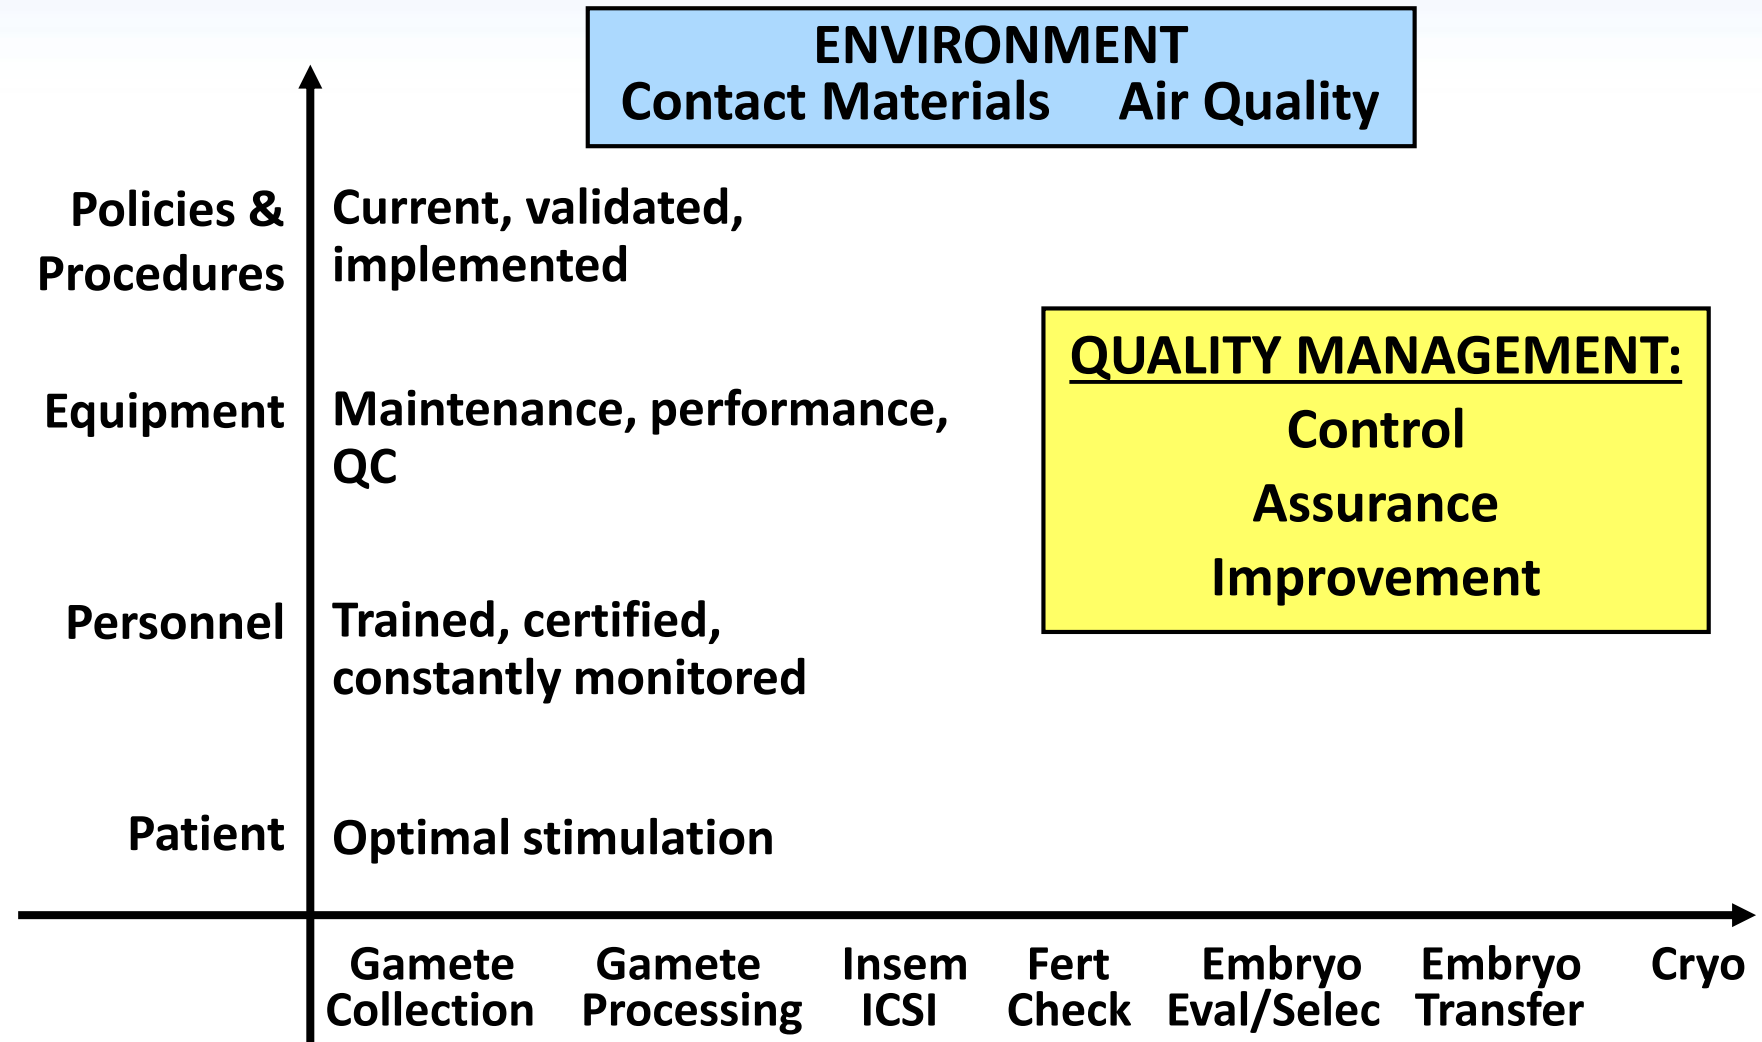 ENVIRONMENT
Contact Materials Air Quality
Policies &
Procedures
Current, validated,
implemented
Equipment
Maintenance, performance,
QC
QUALITY MANAGEMENT:
Control
Assurance
Improvement
Personnel
Trained, certified,
constantly monitored
Patient
Optimal stimulation
Gamete
Collection
Gamete
Processing
Insem
ICSI
Fert
Check
Embryo
Eval/Selec
Embryo
Transfer
Cryo